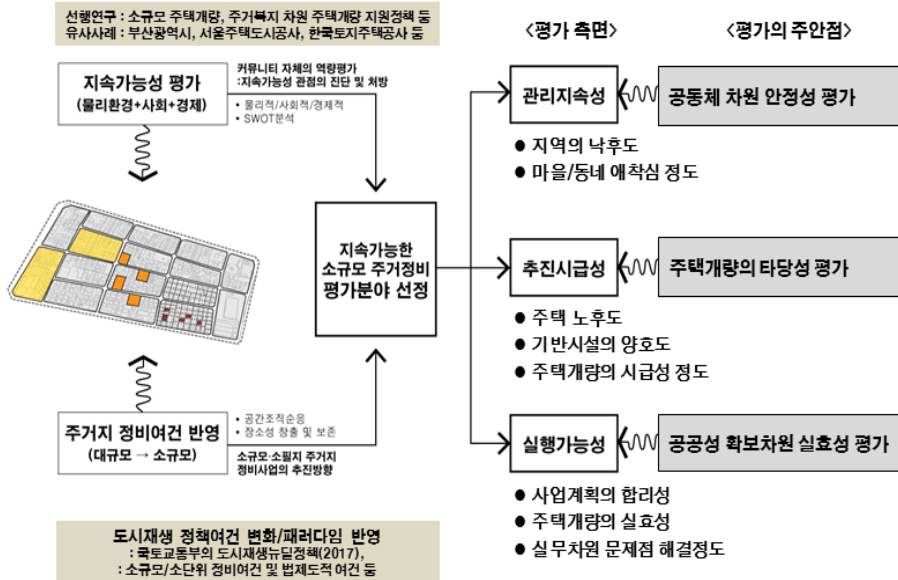 선행연구 : 소규모 주택개량, 주거복지 차원 주택개량 지원정책 등
유사사례 : 부산광역시, 서울주택도시공사, 한국토지주택공사 등
지속가능성 평가
(물리환경+사회+경제)
커뮤니티 자체의 역량평가
:지속가능성 관점의 진단 및 처방
• 물리적/사회적/경제적
• SWOT분석
지속가능한
소규모 주거정비
평가분야 선정
주거지 정비여건 반영
(대규모 → 소규모)
• 공간조직순응
• 장소성 창출 및 보존
소규모·소필지 주거지
정비사업의 추진방향
도시재생 정책여건 변화/패러다임 반영
: 국토교통부의 도시재생뉴딜정책(2017),
: 소규모/소단위 정비여건 및 법제도적 여건 등
<평가 측면>
<평가의 주안점>
관리지속성
공동체 차원 안정성 평가
● 지역의 낙후도
● 마을/동네 애착심 정도
추진시급성
주택개량의 타당성 평가
● 주택 노후도
● 기반시설의 양호도
● 주택개량의 시급성 정도
실행가능성
공공성 확보차원 실효성 평가
● 사업계획의 합리성
● 주택개량의 실효성
● 실무차원 문제점 해결정도